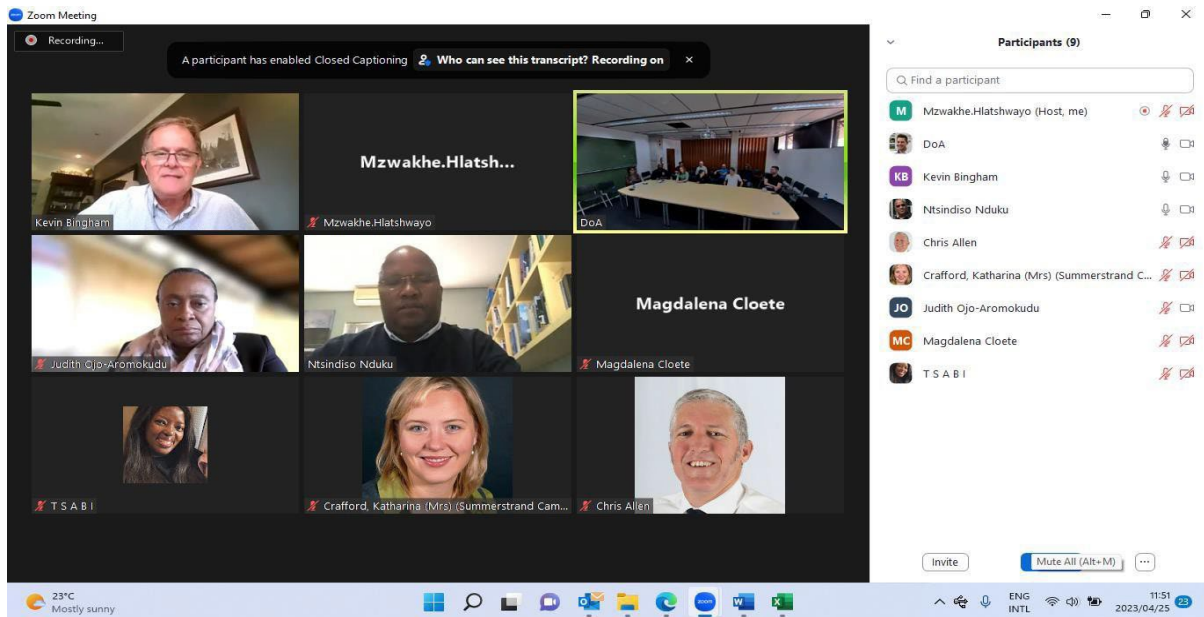 Zoom Meeting
Recording...
A participant has enabled Closed Captioning Who can see this transcript? Recording on
Kevin Bingham
Mzwakhe.Hlatsh...
Mzwakhe.Hlatshwayo
DoA
Judith Ojo-Aromokudu
Ntsindiso Nduku
Magdalena Cloete
Magdalena Cloete
T S A B I
Crafford, Katharina (Mrs) (Summerstrand Cam...
Chris Allen
Participants (9)
Find a participant
M Mzwakhe.Hlatshwayo (Host, me)
DoA
KB Kevin Bingham
Ntsindiso Nduku
Chris Allen
Crafford, Katharina (Mrs) (Summerstrand C...
JO Judith Ojo-Aromokudu
MC Magdalena Cloete
T S A B I
Invite
Mute All (Alt+M)
23°C
Mostly sunny
zoom
ENG
INTL
11:51
2023/04/25
23